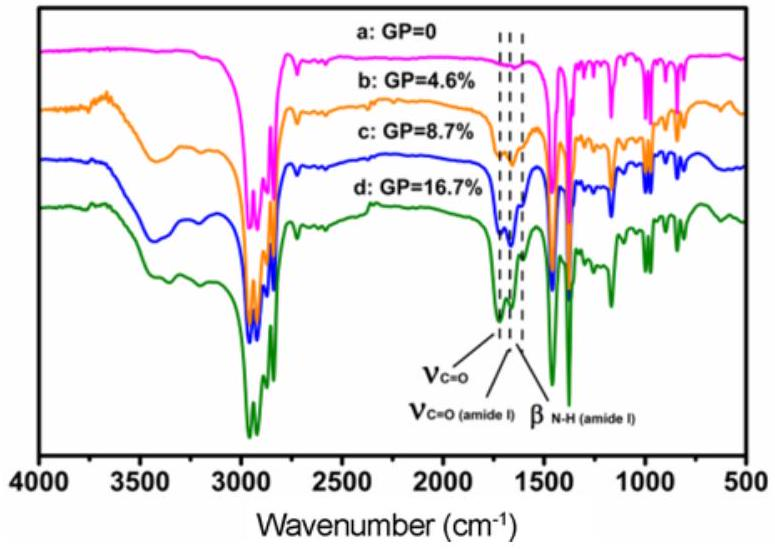 a: GP=0
b: GP=4.6%
c: GP=8.7%
d: GP=16.7%
νC=O
νC=O (amide I) β N-H (amide I)
4000 3500 3000 2500 2000 1500 1000 500
Wavenumber (cm⁻¹)